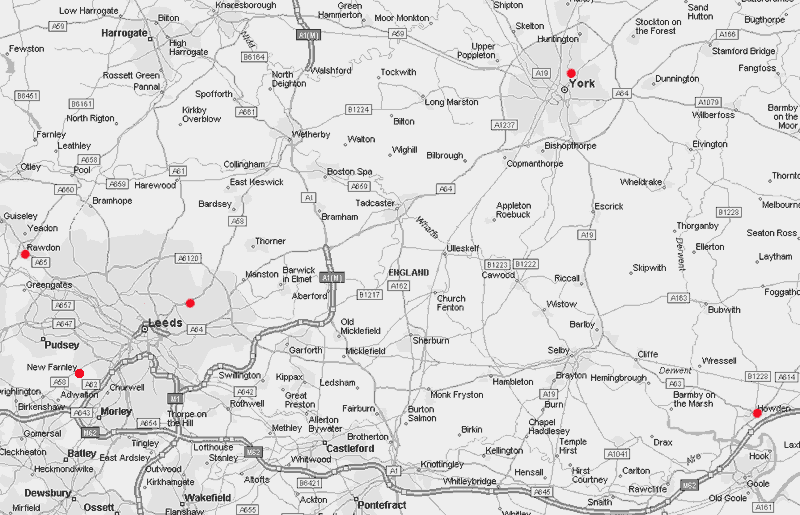 Low Harrogate
Bilton
Knaresborough
Green
Hammerton
Moor Monkton
Shipton
Sand
Hutton
Bugthorpe
Harrogate
High
Harrogate
Nidd
A1(M)
A59
Skelton
Huntington
Stockton on
the Forest
A166
Fewston
B6164
Upper
Poppleton
Stamford Bridge
Rossett Green
Pannal
North
Deighton
Walshford
Tockwith
A19
York
Dunnington
Fangfoss
B6451
B6161
Spofforth
A661
Long Marston
A64
A1079
Wilberfoss
Barmby
on the
Moor
North Rigton
Kirkby
Overblow
B1224
Bilton
A1237
Farnley
Wetherby
Walton
Bishopthorpe
Elvington
Leathley
A658
Wighill
Bilbrough
Copmanthorpe
Otley
Pool
A61
Collingham
Boston Spa
Wheldrake
Thornto
A660
A659
Harewood
East Keswick
A659
A64
Bramhope
A1
Tadcaster
Appleton
Roebuck
Escrick
Melbourne
Guiseley
Bardsey
A58
Bramham
Wharfe
B1228
Yeadon
Thorganby
Seaton Ross
Rawdon
Thorner
Ulleskelf
A19
Derwent
Ellerton
Laytham
A65
A6120
Manston
Barwick
in Elmet
A1(M)
ENGLAND
B1223
B1222
Cawood
Riccall
Skipwith
Greengates
Aberford
B1217
A162
Church
Fenton
A163
Foggatho
A657
Wistow
Bubwith
A647
Leeds
A64
Old
Micklefield
Barlby
Pudsey
Garforth
Micklefield
Sherburn
Selby
Cliffe
Wressell
New Farnley
Swillington
Kippax
Ledsham
Hambleton
Brayton
Hemingbrough
Derwent
A63
B1228
A614
A58
A62
Churwell
M1
A642
Great
Preston
Monk Fryston
A19
Burn
Barmby on
the Marsh
Howden
Adwalton
Birkenshaw
A643
Morley
Rothwell
Fairburn
Burton
Salmon
Chapel
Haddlesey
A654
Thorpe on
the Hill
Methley
Allerton
Bywater
Birkin
Gomersal
M62
Tingley
Lofthouse
Brotherton
Temple
Hirst
Drax
Cleckheaton
Batley
East Ardsley
Stanley
M62
Castleford
Whitwood
Kellington
A1041
Aire
Hook
Heckmondwike
Outwood
Kirkhamgate
Altofts
A1
Knottingley
Hensall
Hirst
Courtney
Carlton
Goole
Dewsbury
Ossett
Wakefield
B6421
Ackton
Whitleybridge
A645
Rawcliffe
M62
Old Goole
Flanshaw
Pontefract
Whitley
Snaith
A161